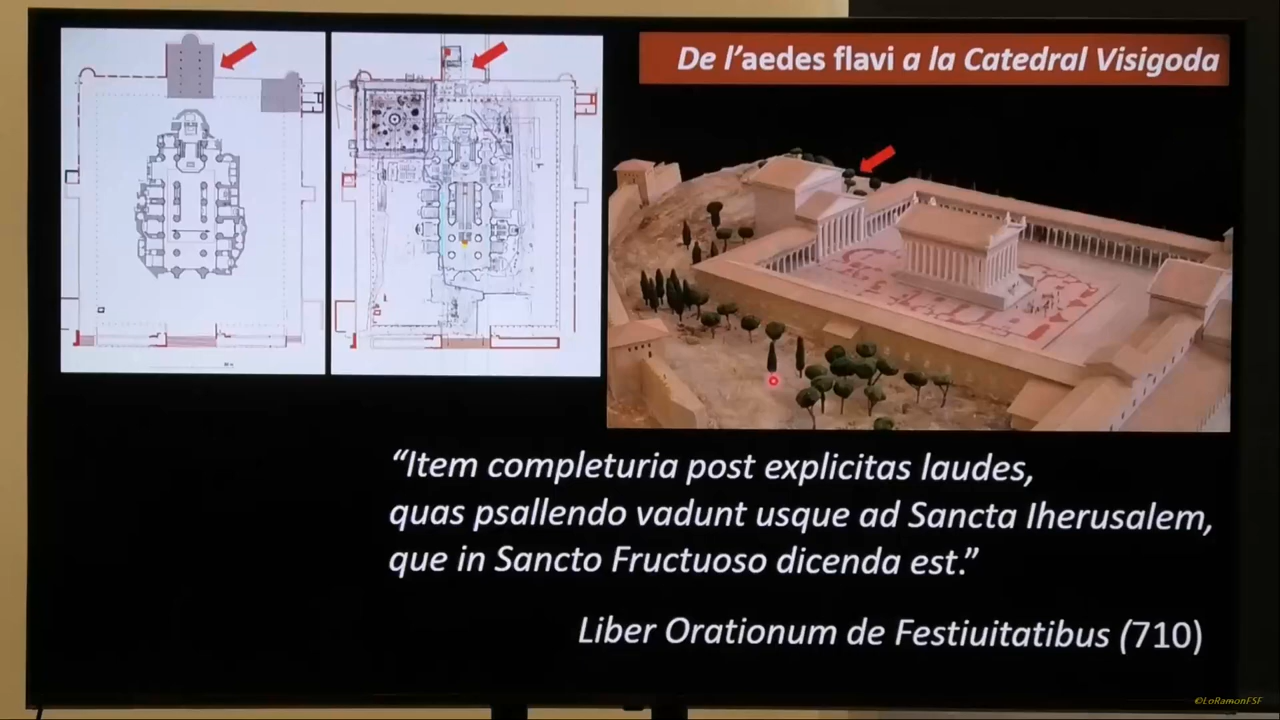 De l'aedes flavi a la Catedral Visigoda
“Item completuria post explicitas laudes,
quas psallendo vadunt usque ad Sancta Iherusalem,
que in Sancto Fructuoso dicenda est.”
Liber Orationum de Festiuitatibus (710)
©LoRamonFSF